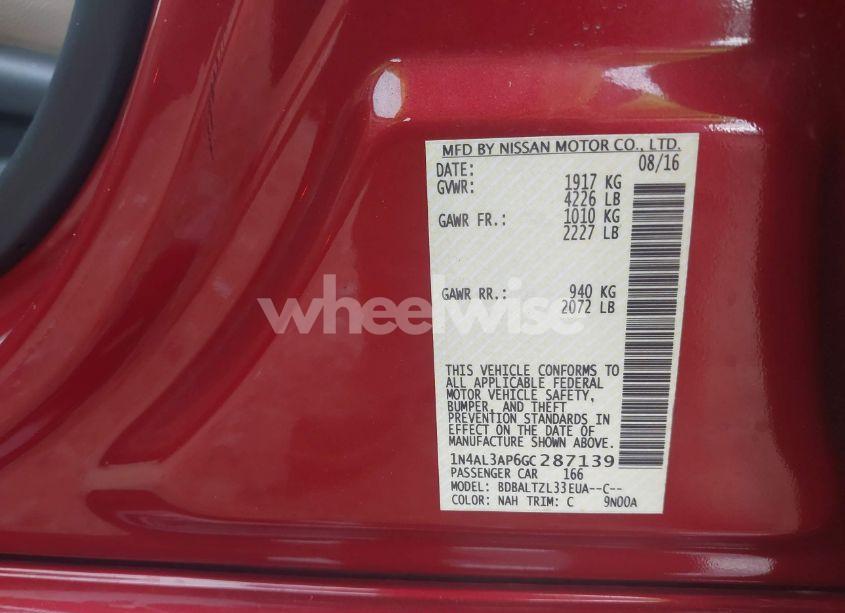 MFD BY NISSAN MOTOR CO., LTD.
DATE: 08/16
GVWR: 1917 KG
4226 LB
GAWR FR.: 1010 KG
2227 LB
GAWR RR.: 940 KG
2072 LB
wheelwise
THIS VEHICLE CONFORMS TO
ALL APPLICABLE FEDERAL
MOTOR VEHICLE SAFETY,
BUMPER, AND THEFT
PREVENTION STANDARDS IN
EFFECT ON THE DATE OF
MANUFACTURE SHOWN ABOVE.
1N4AL3AP6GC287139
PASSENGER CAR 166
MODEL: BDBALTZL33EUA--C--
COLOR: NAH TRIM: C 9N00A